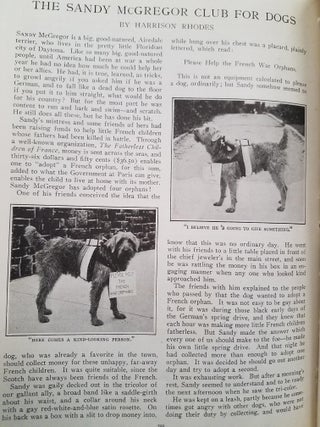 THE SANDY McGREGOR CLUB FOR DOGS
BY HARRISON RHODES
SANDY McGREGOR is a big, good-natured, Airedale
terrier, who lives in the pretty little Floridian
city of Daytona. Like so many big, good-natured
people, until America had been at war a whole
year he had no idea how much he could help her
or her allies. He had, it is true, learned, as tricks,
to growl angrily if you asked him if he was a
German, and to fall like a dead dog to the floor
if you put it to him straight, what would he do
for his country? But for the most part he was
content to run and bark and swim—and scratch.
He still does all these, but he has done his bit.
Sandy's mistress and some friends of hers had
been raising funds to help little French children
whose fathers had been killed in battle. Through
a well-known organization, The Fatherless Chil-
dren of France, money is sent across the seas, and
thirty-six dollars and fifty cents ($36.50) enables
one to "adopt" a French orphan, for this sum,
added to what the Government at Paris can give,
enables the child to live at home with its mother.
Sandy McGregor has adopted four orphans!
One of his friends conceived the idea that the
"HERE COMES A KIND-LOOKING PERSON."
dog, who was already a favorite in the town,
should collect money for these unhappy, far-away
French children. It was quite suitable, since the
Scotch have always been friends of the French.
Sandy was gaily decked in the tricolor of
our gallant ally, a broad band like a saddle-girth
about his waist, and a collar around his neck
with a gay red-white-and-blue satin rosette. On
his back was a box with a slit to drop money into,
while hung over his chest was a placard, plainly
lettered, which read:
Please Help the French War Orphans.
This is not an equipment calculated to please
a dog, ordinarily; but Sandy somehow seemed to
"I BELIEVE HE'S GOING TO GIVE SOMETHING."
know that this was no ordinary day. He went
with his friends to a little table placed in front of
the chief jeweler's, in the main street, and soon
he was rattling the money in his box in an en-
gaging manner when any one who looked kind
approached him.
The friends with him explained to the people
who passed by that the dog wanted to adopt a
French orphan. It was not easy to be gay about
it, for it was during those black early days of
the German's spring drive, and they knew that
each hour was making more little French children
fatherless. But Sandy made the answer which
every one of us should make to the foe—he made
his own little spring drive. And that night he
had collected more than enough to adopt one
orphan. It was decided he should go out another
day and try to adopt a second.
It was exhausting work. But after a morning's
rest, Sandy seemed to understand and to be ready
the next afternoon when he saw the tri-color.
He was kept on a leash, partly because he some-
times got angry with other dogs, who were not
doing their duty by collecting, and would have